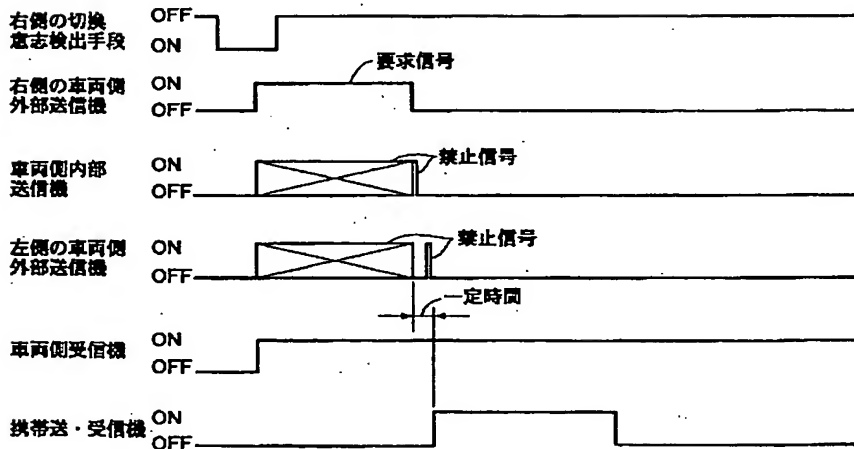 右側の切換
意志検出手段
OFF
ON
要求信号
右側の車両側
外部送信機
ON
OFF
禁止信号
車両側内部
送信機
ON
OFF
禁止信号
左側の車両側
外部送信機
ON
OFF
一定時間
車両側受信機
ON
OFF
携帯送・受信機
ON
OFF